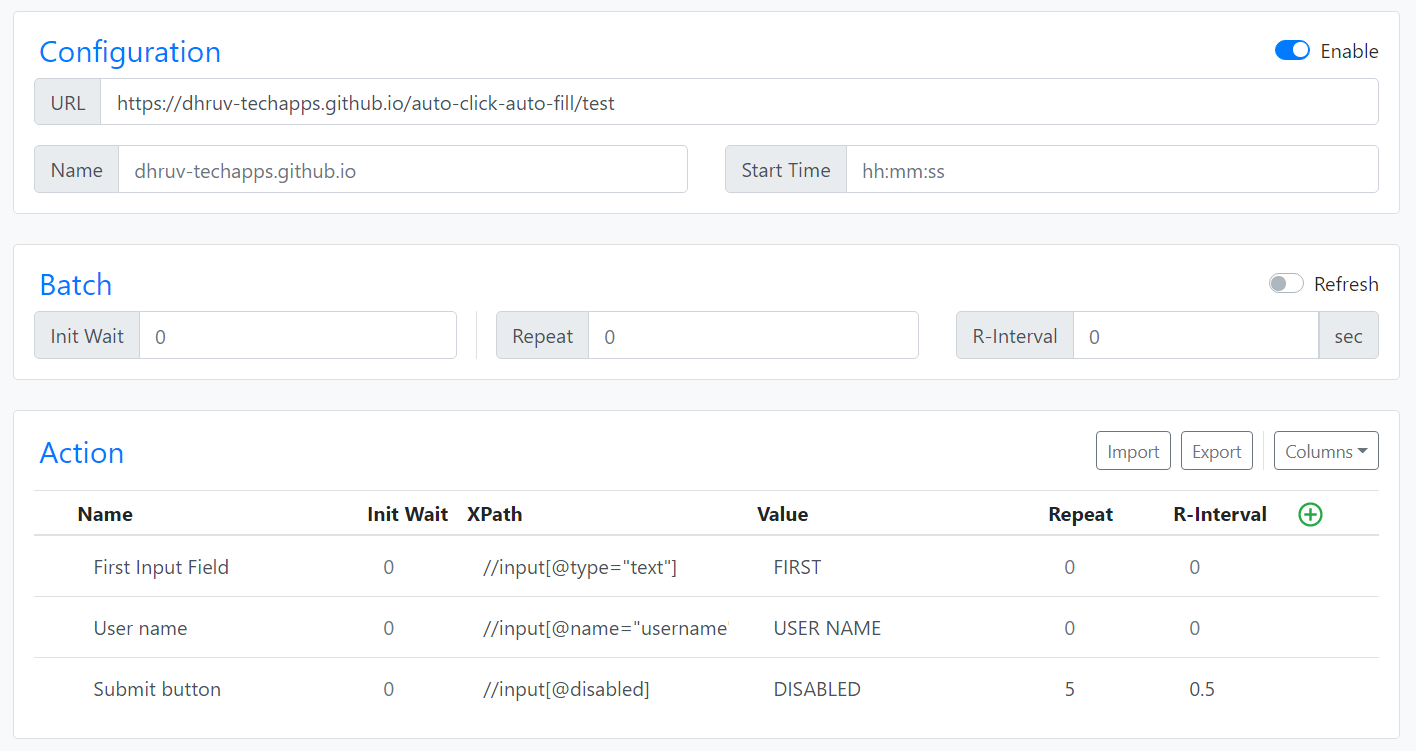 Configuration Enable
URL https://dhruv-techapps.github.io/auto-click-auto-fill/test
Name dhruv-techapps.github.io Start Time hh:mm:ss
Batch Refresh
Init Wait 0 Repeat 0 R-Interval 0 sec
Action Import Export Columns
Name Init Wait XPath Value Repeat R-Interval
First Input Field 0 //input[@type="text"] FIRST 0 0
User name 0 //input[@name="username" USER NAME 0 0
Submit button 0 //input[@disabled] DISABLED 5 0.5